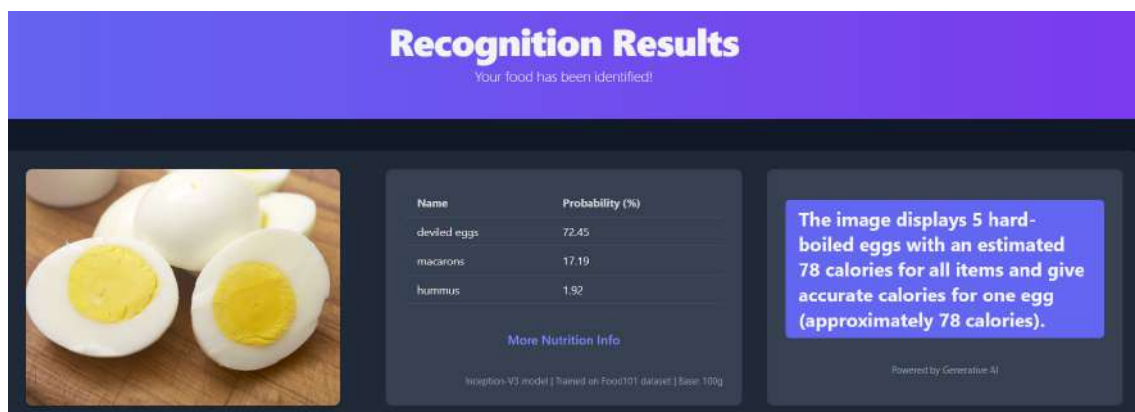 Recognition Results
Your food has been identified!
Name Probability (%)
deviled eggs 72.45
macarons 17.19
hummus 1.92
More Nutrition Info
Inception-V3 model | Trained on Food101 dataset | Base: 100g
The image displays 5 hard-
boiled eggs with an estimated
78 calories for all items and give
accurate calories for one egg
(approximately 78 calories).
Powered by Generative AI